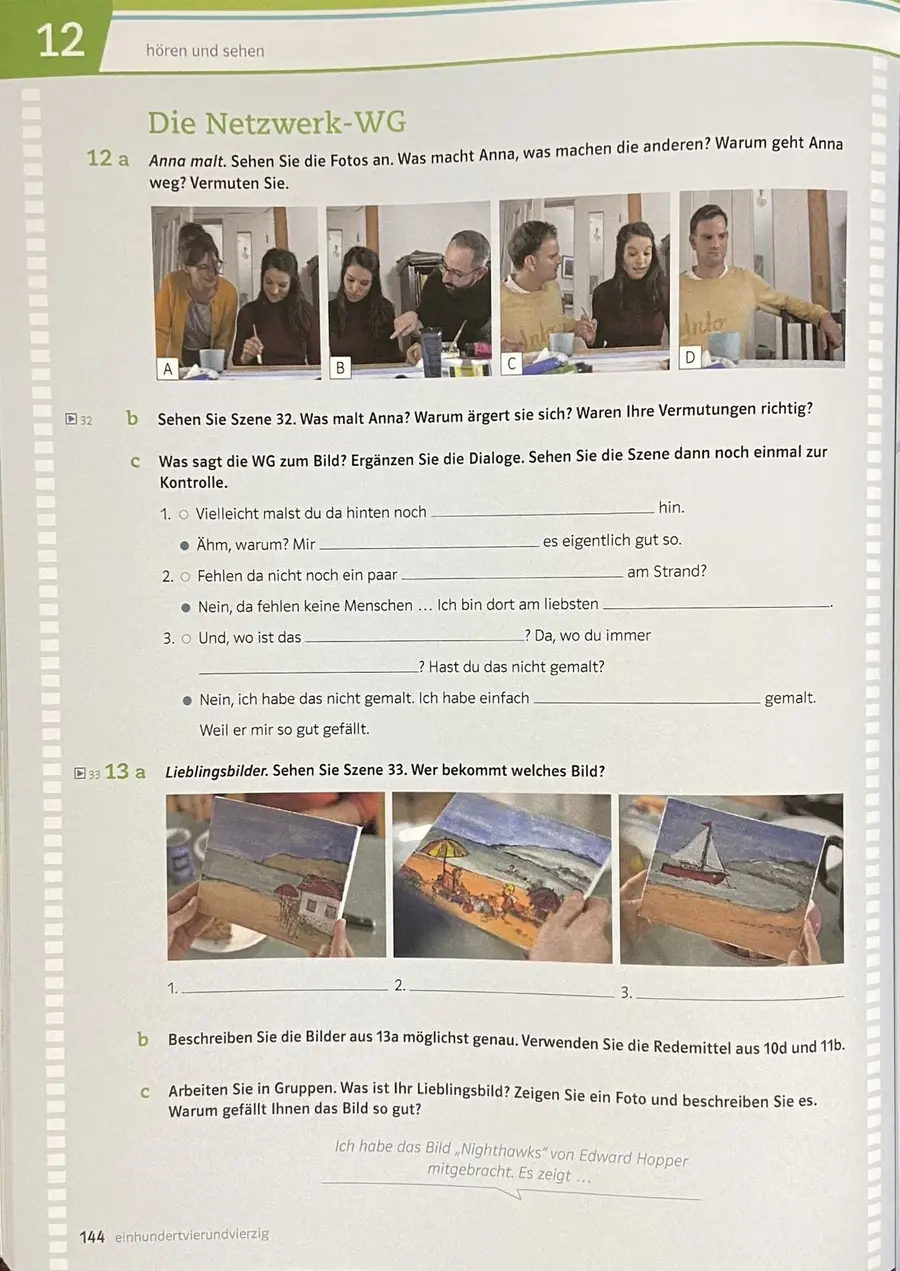 12
hören und sehen
Die Netzwerk-WG
12 a Anna malt. Sehen Sie die Fotos an. Was macht Anna, was machen die anderen? Warum geht Anna
weg? Vermuten Sie.
A B C D
32 b Sehen Sie Szene 32. Was malt Anna? Warum ärgert sie sich? Waren Ihre Vermutungen richtig?
c Was sagt die WG zum Bild? Ergänzen Sie die Dialoge. Sehen Sie die Szene dann noch einmal zur
Kontrolle.
1. ○ Vielleicht malst du da hinten noch ____________________ hin.
● Ähm, warum? Mir ____________________ es eigentlich gut so.
2. ○ Fehlen da nicht noch ein paar ____________________ am Strand?
● Nein, da fehlen keine Menschen … Ich bin dort am liebsten ____________________.
3. ○ Und, wo ist das ____________________? Da, wo du immer
____________________? Hast du das nicht gemalt?
● Nein, ich habe das nicht gemalt. Ich habe einfach ____________________ gemalt.
Weil er mir so gut gefällt.
33 13 a Lieblingsbilder. Sehen Sie Szene 33. Wer bekommt welches Bild?
1. ____________________ 2. ____________________ 3. ____________________
b Beschreiben Sie die Bilder aus 13a möglichst genau. Verwenden Sie die Redemittel aus 10d und 11b.
c Arbeiten Sie in Gruppen. Was ist Ihr Lieblingsbild? Zeigen Sie ein Foto und beschreiben Sie es.
Warum gefällt Ihnen das Bild so gut?
Ich habe das Bild „Nighthawks“ von Edward Hopper
mitgebracht. Es zeigt …
144 einhundertvierundvierzig